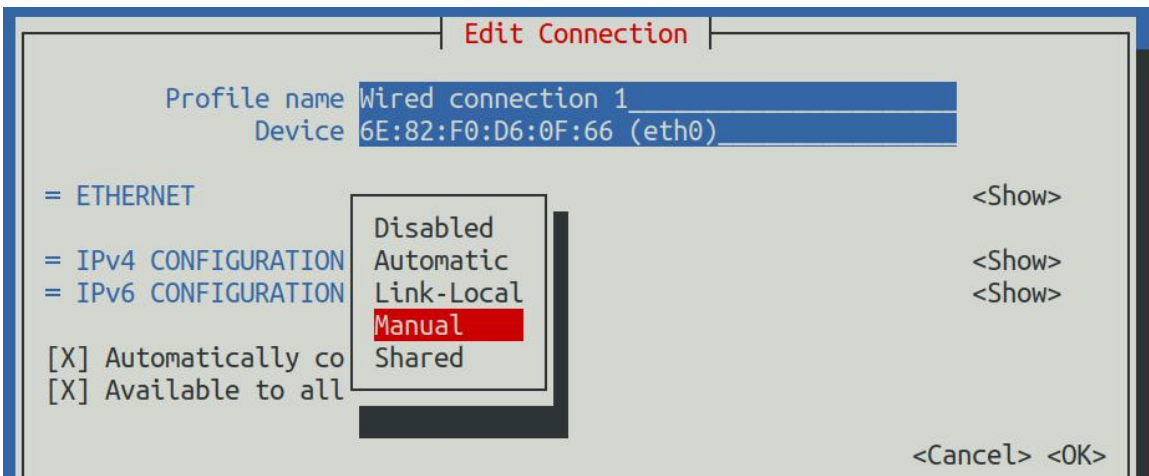 Edit Connection
Profile name Wired connection 1
Device 6E:82:F0:D6:0F:66 (eth0)
= ETHERNET <Show>
Disabled
= IPv4 CONFIGURATION Automatic <Show>
= IPv6 CONFIGURATION Link-Local <Show>
Manual
[X] Automatically co Shared
[X] Available to all
<Cancel> <OK>